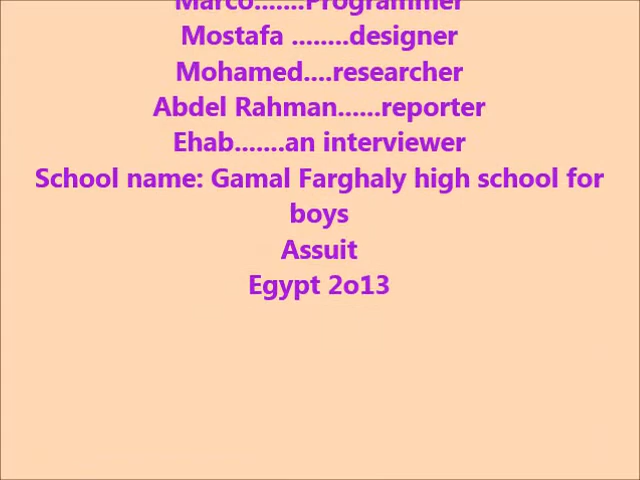 Marco.......Programmer
Mostafa ........designer
Mohamed....researcher
Abdel Rahman......reporter
Ehab.......an interviewer
School name: Gamal Farghaly high school for
boys
Assuit
Egypt 2o13